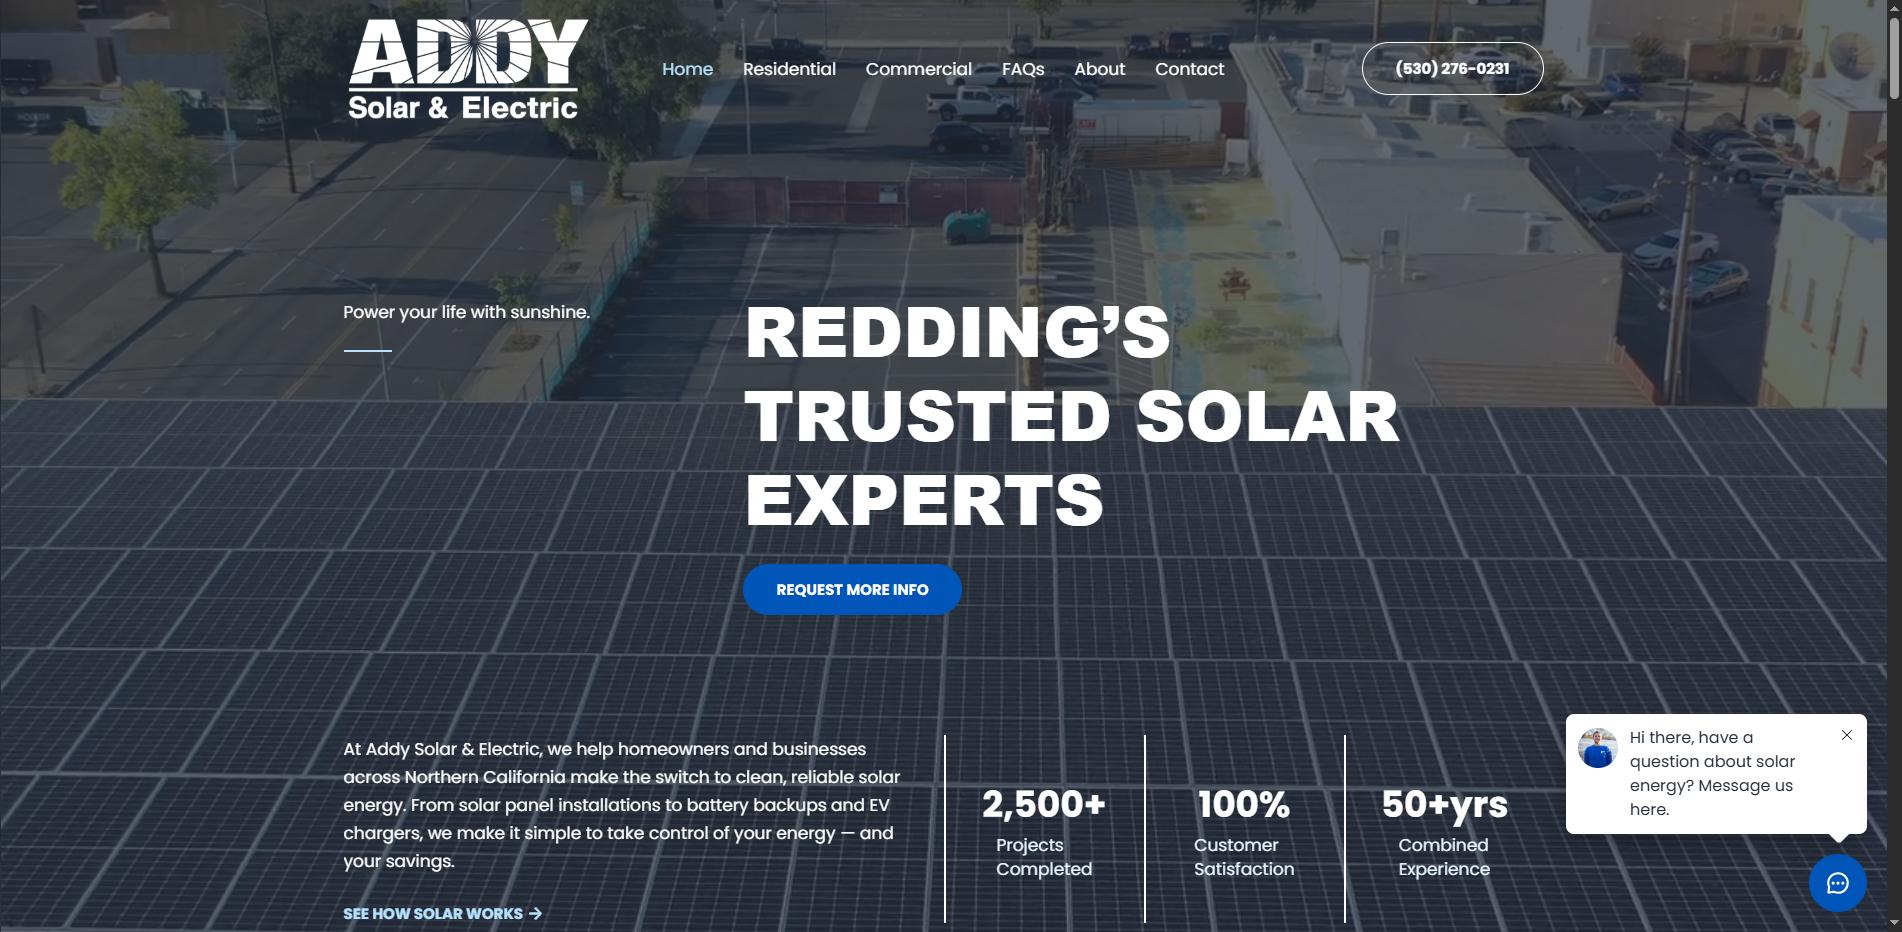 ADDY
Solar & Electric
Home Residential Commercial FAQs About Contact
(530) 276-0231
Power your life with sunshine.
REDDING’S
TRUSTED SOLAR
EXPERTS
REQUEST MORE INFO
At Addy Solar & Electric, we help homeowners and businesses
across Northern California make the switch to clean, reliable solar
energy. From solar panel installations to battery backups and EV
chargers, we make it simple to take control of your energy — and
your savings.
SEE HOW SOLAR WORKS →
2,500+
Projects
Completed
100%
Customer
Satisfaction
50+yrs
Combined
Experience
Hi there, have a
question about solar
energy? Message us
here.